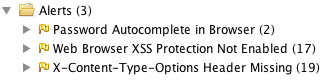 Alerts (3)
Password Autocomplete in Browser (2)
Web Browser XSS Protection Not Enabled (17)
X-Content-Type-Options Header Missing (19)